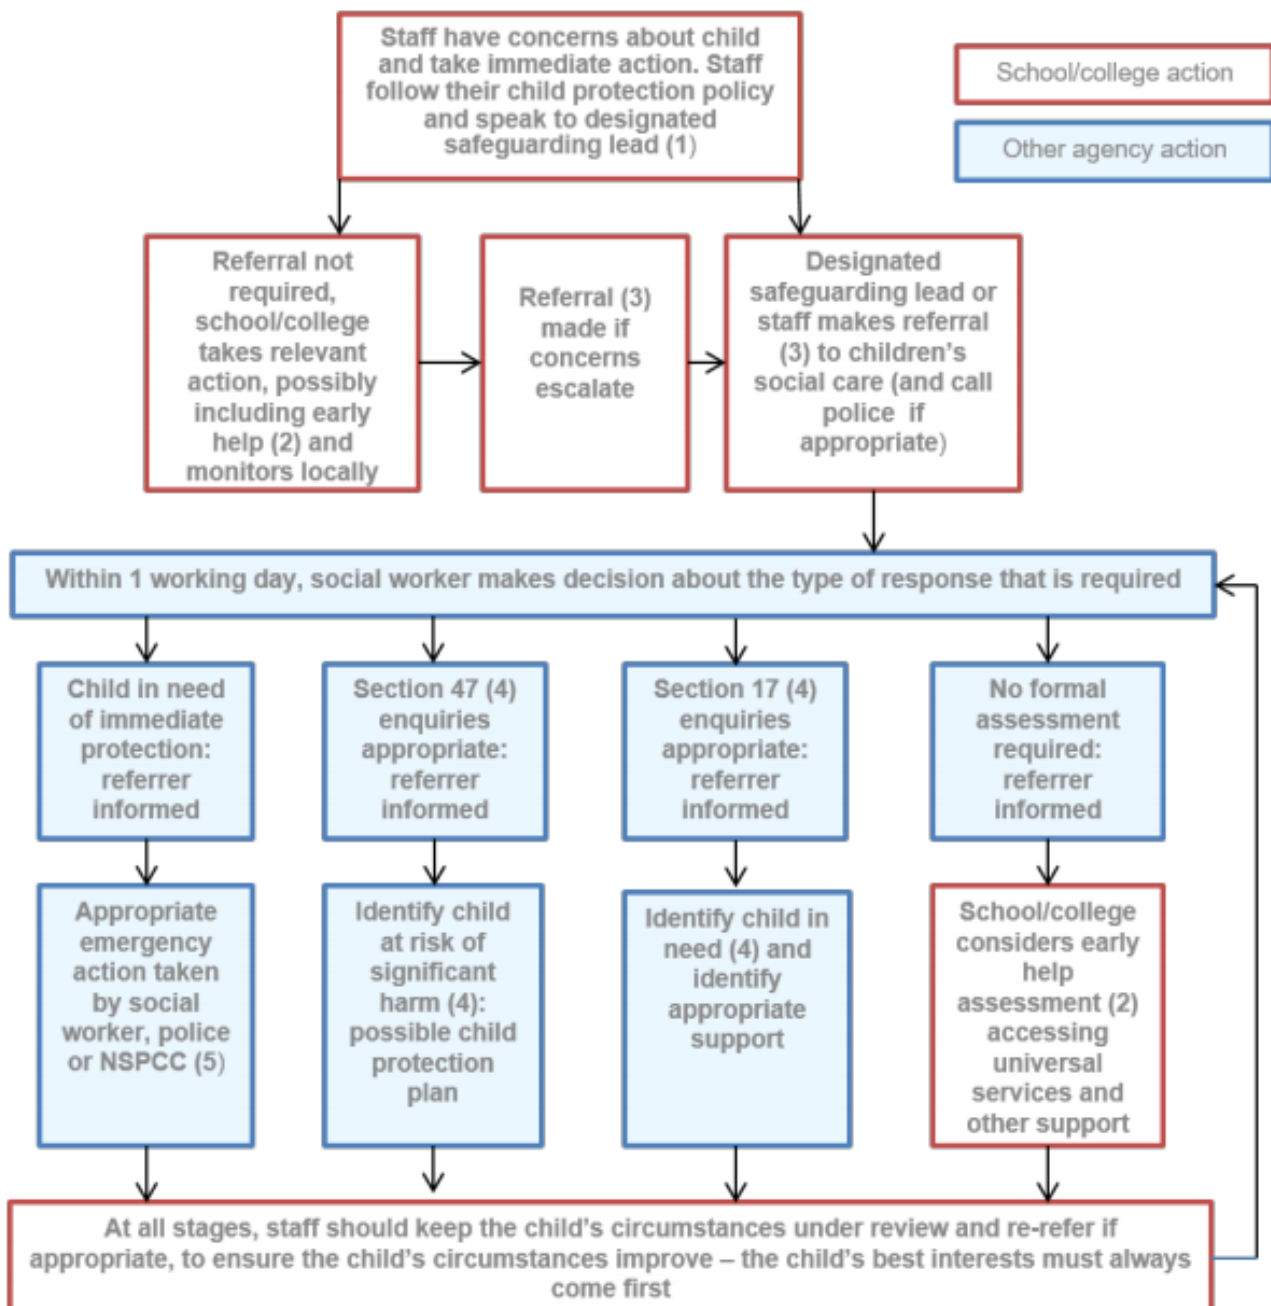 Staff have concerns about child
and take immediate action. Staff
follow their child protection policy
and speak to designated
safeguarding lead (1)
School/college action
Other agency action
Referral not
required,
school/college
takes relevant
action, possibly
including early
help (2) and
monitors locally
Referral (3)
made if
concerns
escalate
Designated
safeguarding lead or
staff makes referral
(3) to children's
social care (and call
police if
appropriate)
Within 1 working day, social worker makes decision about the type of response that is required
Child in need
of immediate
protection:
referrer
informed
Section 47 (4)
enquiries
appropriate:
referrer
informed
Section 17 (4)
enquiries
appropriate:
referrer
informed
No formal
assessment
required:
referrer
informed
Appropriate
emergency
action taken
by social
worker, police
or NSPCC (5)
Identify child
at risk of
significant
harm (4):
possible child
protection
plan
Identify child in
need (4) and
identify
appropriate
support
School/college
considers early
help
assessment (2)
accessing
universal
services and
other support
At all stages, staff should keep the child's circumstances under review and re-refer if
appropriate, to ensure the child's circumstances improve – the child's best interests must always
come first